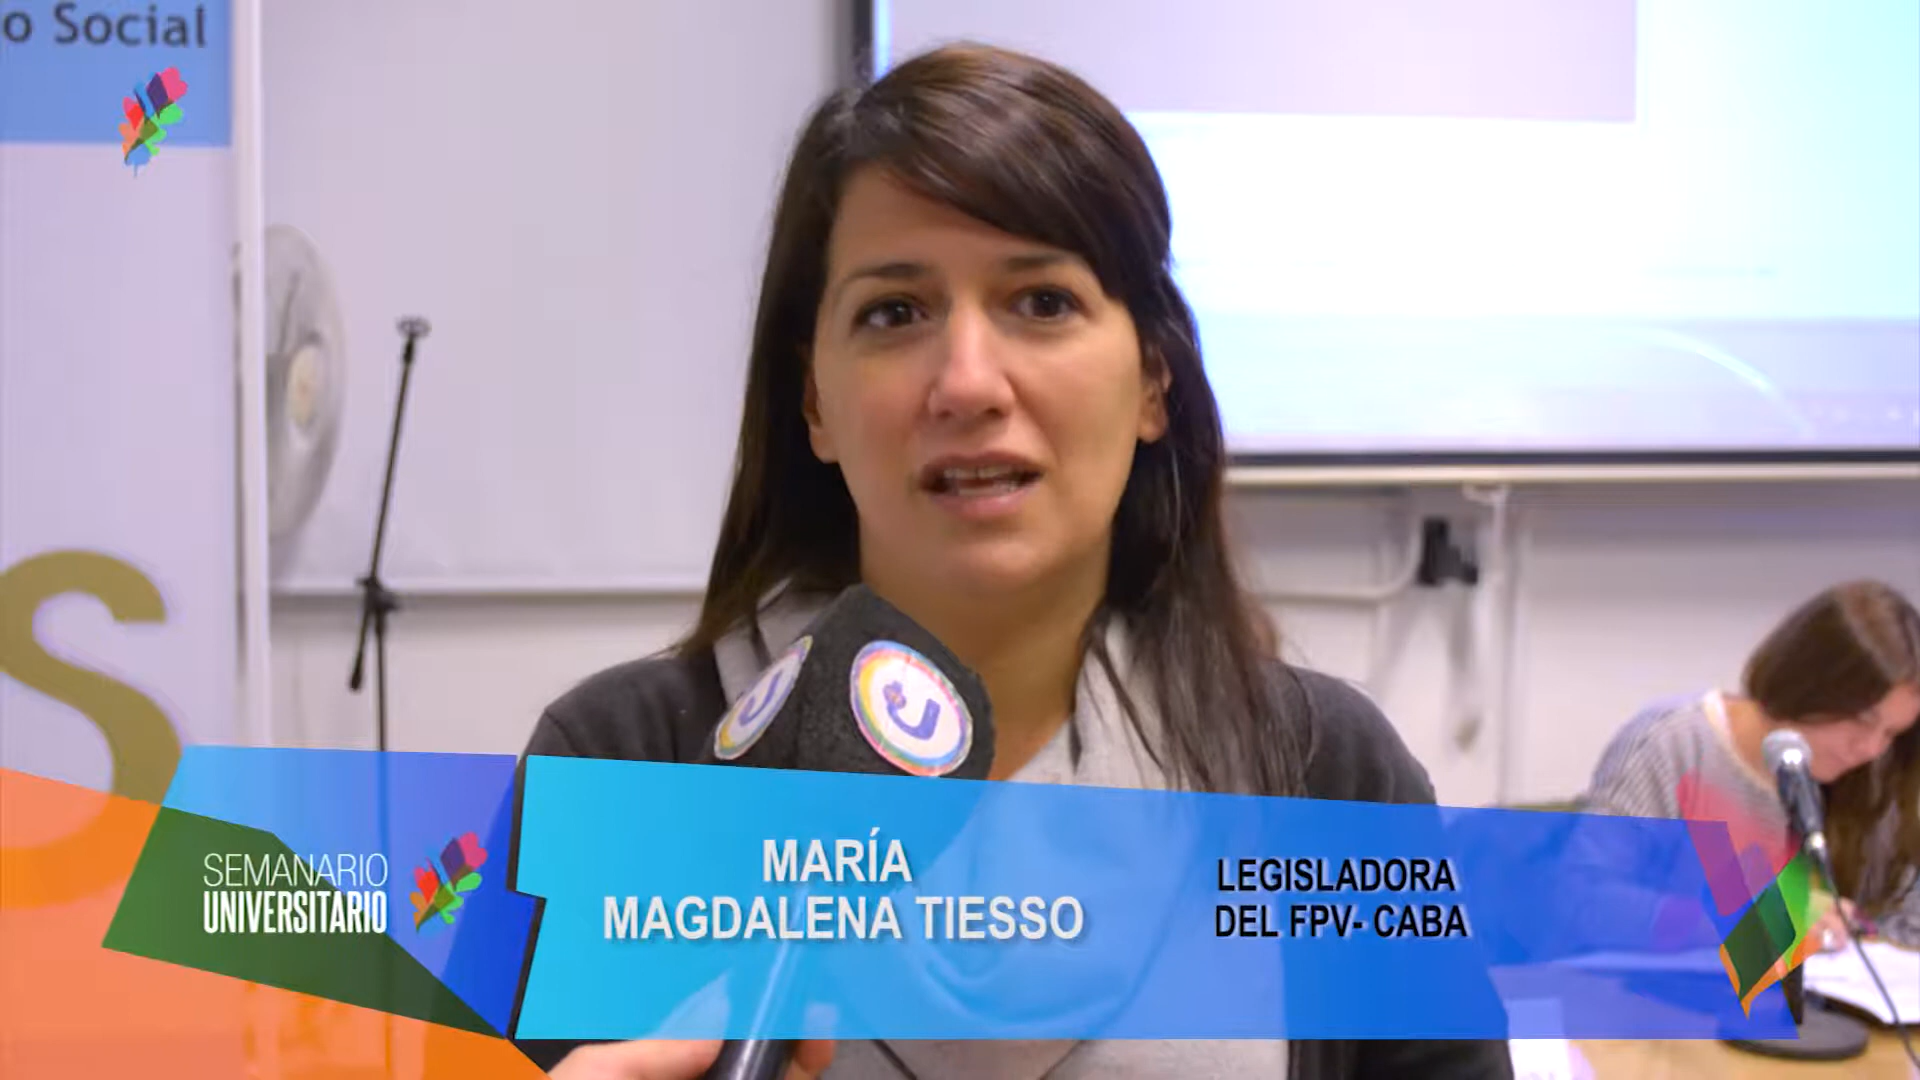 o Social
S
SEMANARIO
UNIVERSITARIO
MARÍA
MAGDALENA TIESSO
LEGISLADORA
DEL FPV- CABA